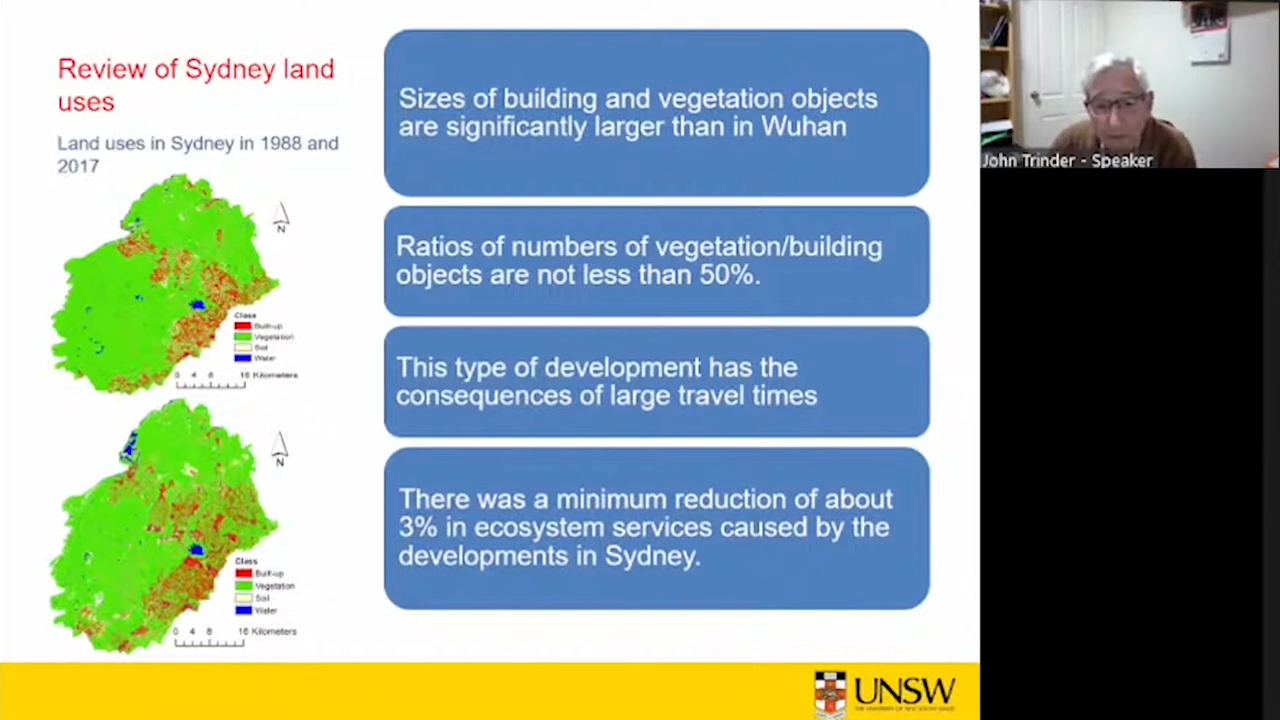 Review of Sydney land
uses
Land uses in Sydney in 1988 and
2017
N
Class
Built-up
Vegetation
Soil
Water
0 4 8 16 Kilometers
N
Class
Built-up
Vegetation
Soil
Water
0 4 8 16 Kilometers
Sizes of building and vegetation objects
are significantly larger than in Wuhan
Ratios of numbers of vegetation/building
objects are not less than 50%.
This type of development has the
consequences of large travel times
There was a minimum reduction of about
3% in ecosystem services caused by the
developments in Sydney.
UNSW
John Trinder - Speaker